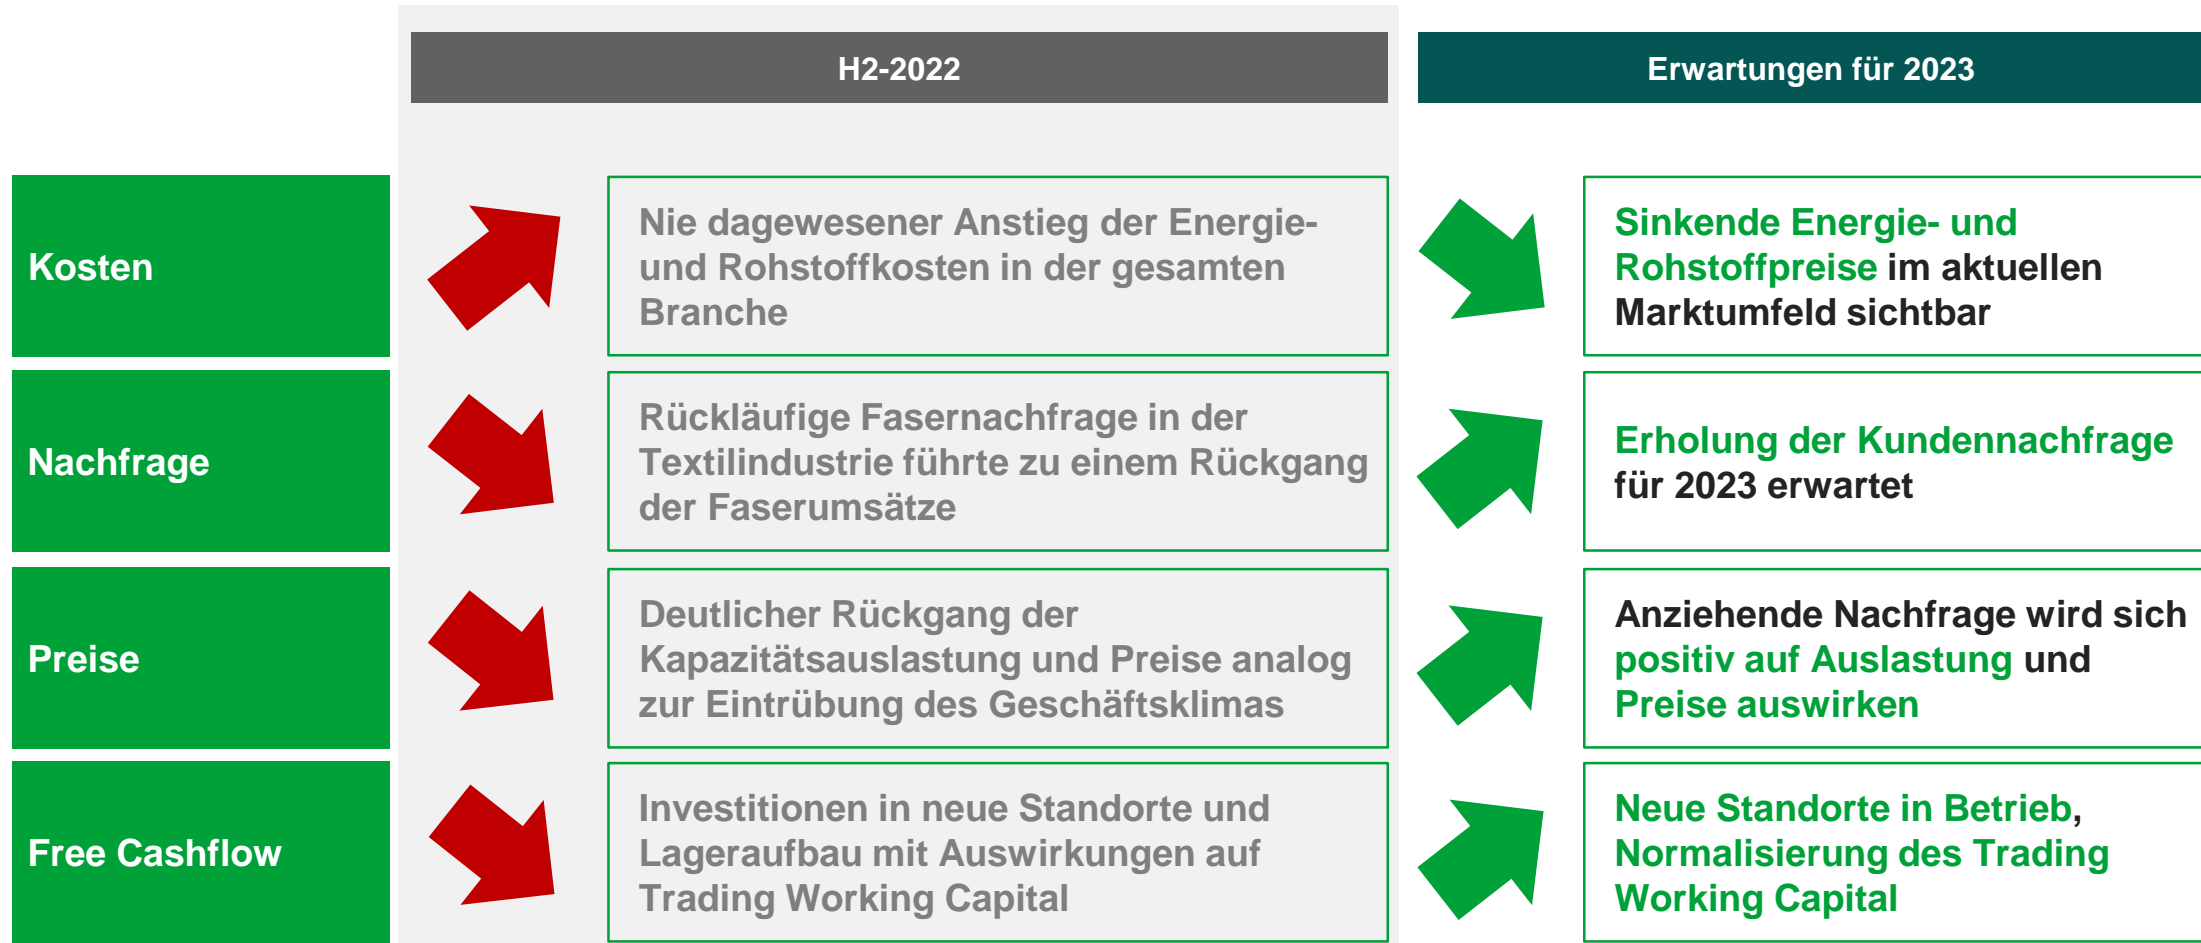 H2-2022
Erwartungen für 2023
Kosten
Nie dagewesener Anstieg der Energie-
und Rohstoffkosten in der gesamten
Branche
Sinkende Energie- und
Rohstoffpreise im aktuellen
Marktumfeld sichtbar
Nachfrage
Rückläufige Fasernachfrage in der
Textilindustrie führte zu einem Rückgang
der Faserumsätze
Erholung der Kundennachfrage
für 2023 erwartet
Preise
Deutlicher Rückgang der
Kapazitätsauslastung und Preise analog
zur Eintrübung des Geschäftsklimas
Anziehende Nachfrage wird sich
positiv auf Auslastung und
Preise auswirken
Free Cashflow
Investitionen in neue Standorte und
Lageraufbau mit Auswirkungen auf
Trading Working Capital
Neue Standorte in Betrieb,
Normalisierung des Trading
Working Capital